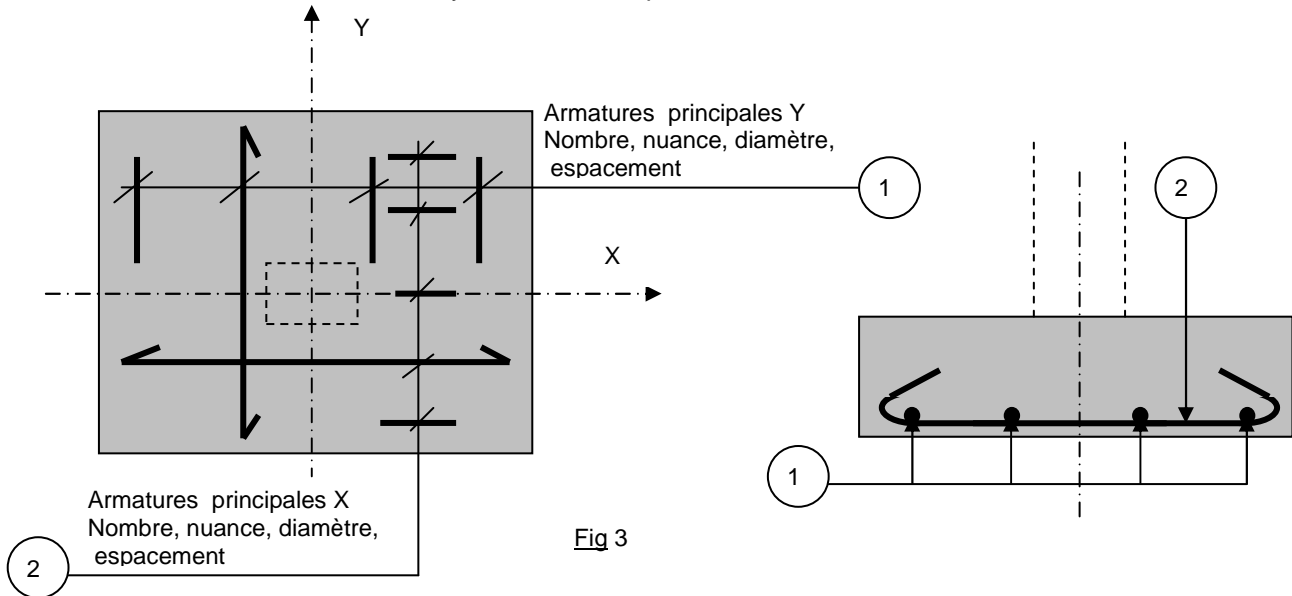 Y
Armatures principales Y
Nombre, nuance, diamètre,
espacement
1
2
X
1
Armatures principales X
Nombre, nuance, diamètre,
espacement
2
Fig 3